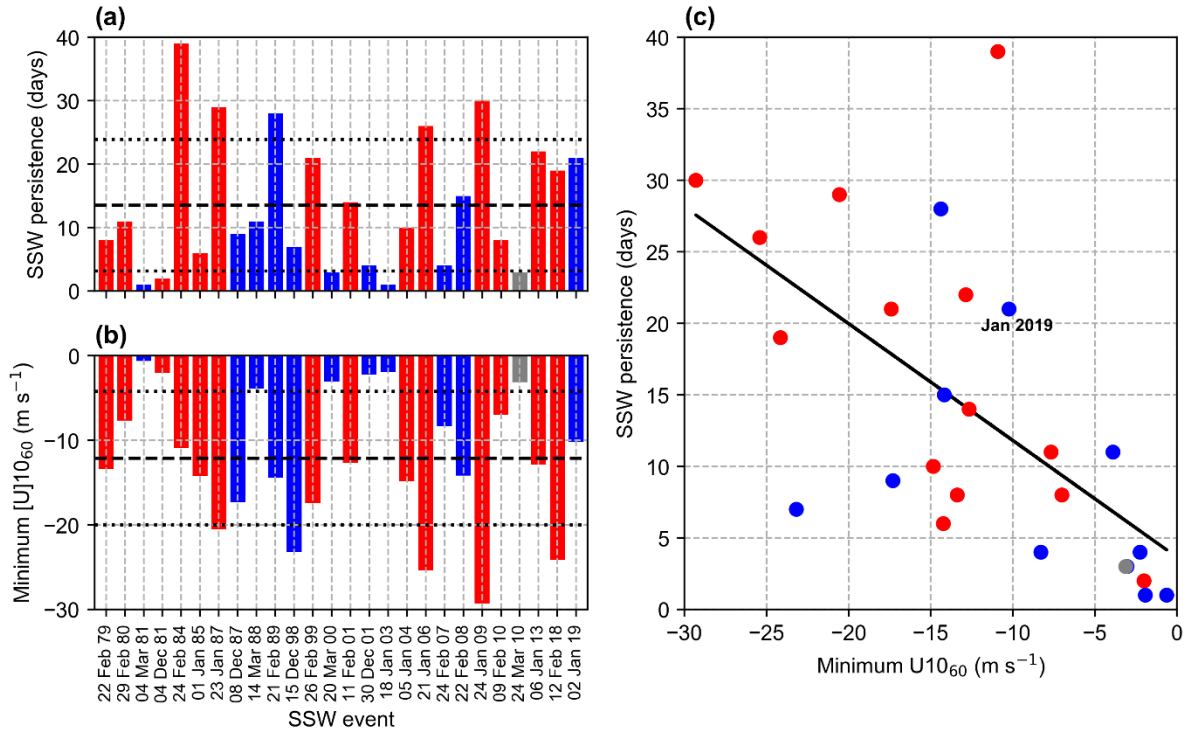 (a)
SSW persistence (days)
40
30
20
10
0
(b)
Minimum [U]10₆₀ (m s⁻¹)
0
−10
−20
−30
22 Feb 79
29 Feb 80
04 Mar 81
04 Dec 81
24 Feb 84
01 Jan 85
23 Jan 87
08 Dec 87
14 Mar 88
21 Feb 89
15 Dec 98
26 Feb 99
20 Mar 00
11 Feb 01
30 Dec 01
18 Jan 03
05 Jan 04
21 Jan 06
24 Feb 07
22 Feb 08
24 Jan 09
09 Feb 10
24 Mar 10
06 Jan 13
12 Feb 18
02 Jan 19
SSW event
(c)
SSW persistence (days)
40
35
30
25
20
15
10
5
0
Jan 2019
−30
−25
−20
−15
−10
−5
0
Minimum U10₆₀ (m s⁻¹)